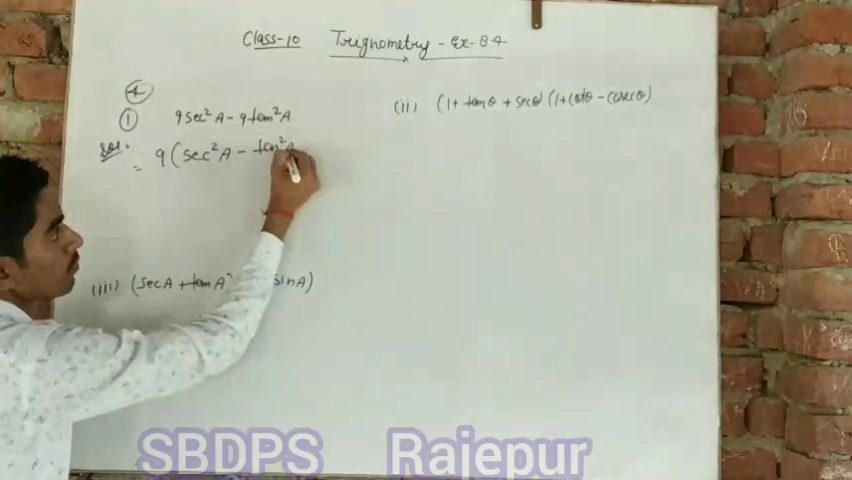 Class-10 Trignometry - Ex-8.4
4
1 9sec²A - 9tan²A
Sol:
= 9(sec²A - tan²A
(ii) (1+ tanθ + secθ) (1+cotθ - cosecθ)
(iii) (secA + tanA) sinA)
SBDPS Rajepur